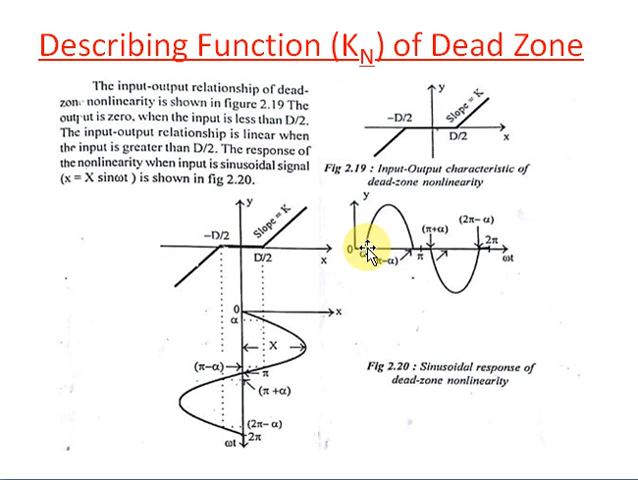 Describing Function (KN) of Dead Zone
The input-output relationship of dead-
zone nonlinearity is shown in figure 2.19 The
output is zero, when the input is less than D/2.
The input-output relationship is linear when
the input is greater than D/2. The response of
the nonlinearity when input is sinusoidal signal
(x = X sinωt ) is shown in fig 2.20.
y
Slope = K
-D/2
D/2
x
Fig 2.19 : Input-Output characteristic of
dead-zone nonlinearity
y
Slope = K
-D/2
D/2
x
0
x
α
X
(π-α)
π
(π +α)
(2π- α)
2π
ωt
y
(2π- α)
(π+α)
2π
0
π-α)
π
ωt
Fig 2.20 : Sinusoidal response of
dead-zone nonlinearity